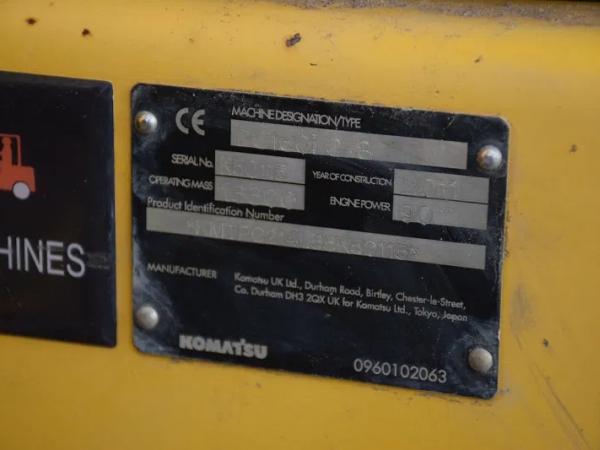 CE
MACHINE DESIGNATION/TYPE
SERIAL No.
YEAR OF CONSTRUCTION
OPERATING MASS
ENGINE POWER
90
Product Identification Number
MANUFACTURER
Komatsu UK Ltd., Durham Road, Birtley, Chester-le-Street,
Co. Durham DH3 2QX UK for Komatsu Ltd., Tokyo, Japan
KOMATSU
0960102063
HINES